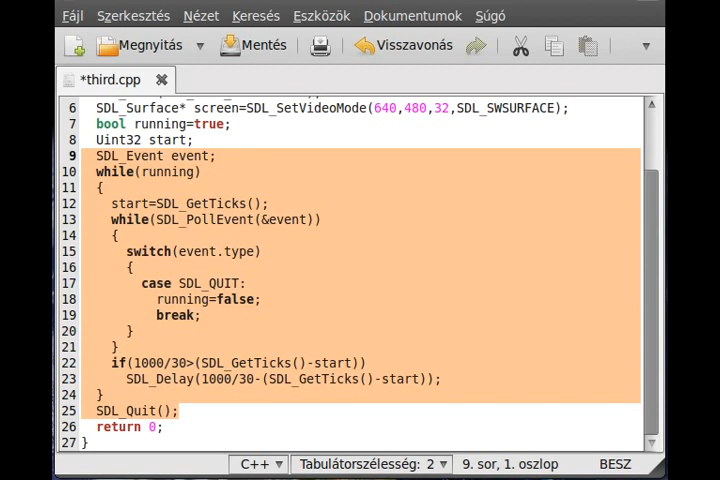 Fájl Szerkesztés Nézet Keresés Eszközök Dokumentumok Súgó
Megnyitás Mentés Visszavonás
*third.cpp
6 SDL_Surface* screen=SDL_SetVideoMode(640,480,32,SDL_SWSURFACE);
7 bool running=true;
8 Uint32 start;
9 SDL_Event event;
10 while(running)
11 {
12 start=SDL_GetTicks();
13 while(SDL_PollEvent(&event))
14 {
15 switch(event.type)
16 {
17 case SDL_QUIT:
18 running=false;
19 break;
20 }
21 }
22 if(1000/30>(SDL_GetTicks()-start))
23 SDL_Delay(1000/30-(SDL_GetTicks()-start));
24 }
25 SDL_Quit();
26 return 0;
27 }
C++ Tabulátorszélesség: 2 9. sor, 1. oszlop BESZ